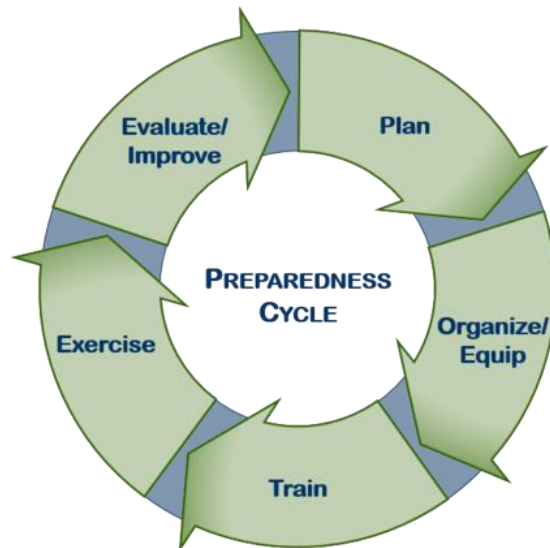 Plan
Organize/
Equip
Train
Exercise
Evaluate/
Improve
PREPAREDNESS
CYCLE